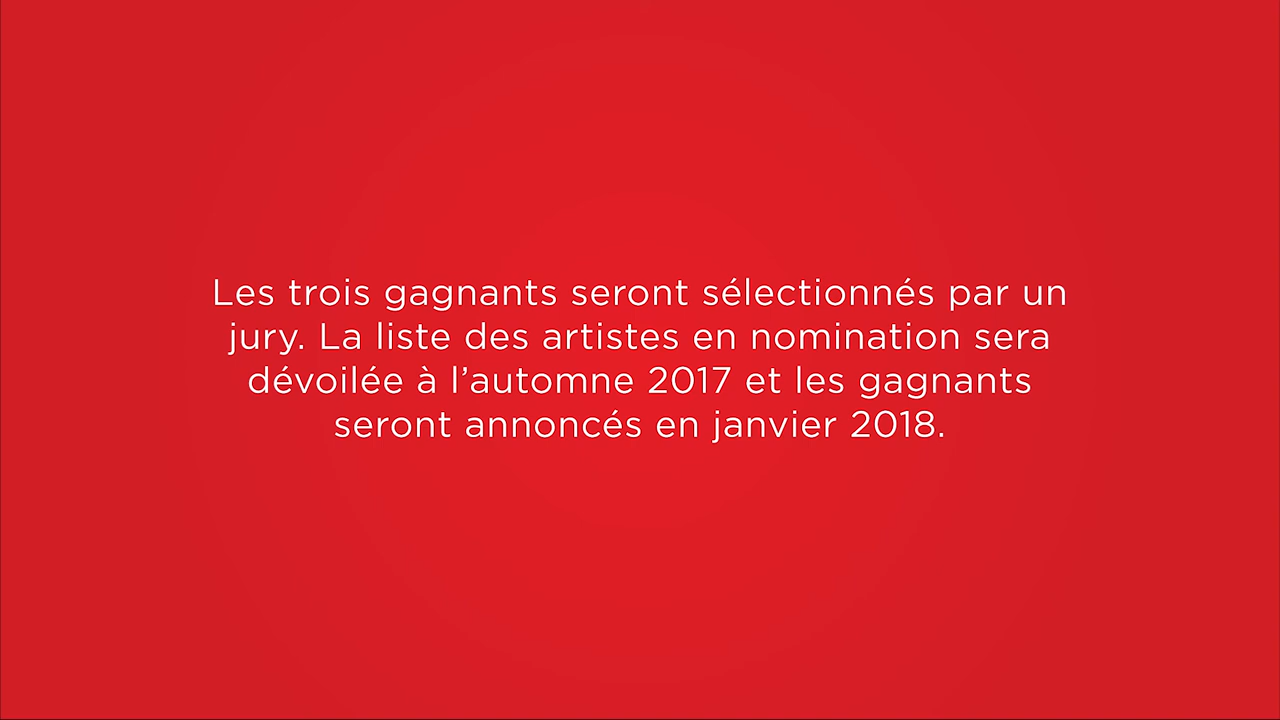 Les trois gagnants seront sélectionnés par un
jury. La liste des artistes en nomination sera
dévoilée à l’automne 2017 et les gagnants
seront annoncés en janvier 2018.